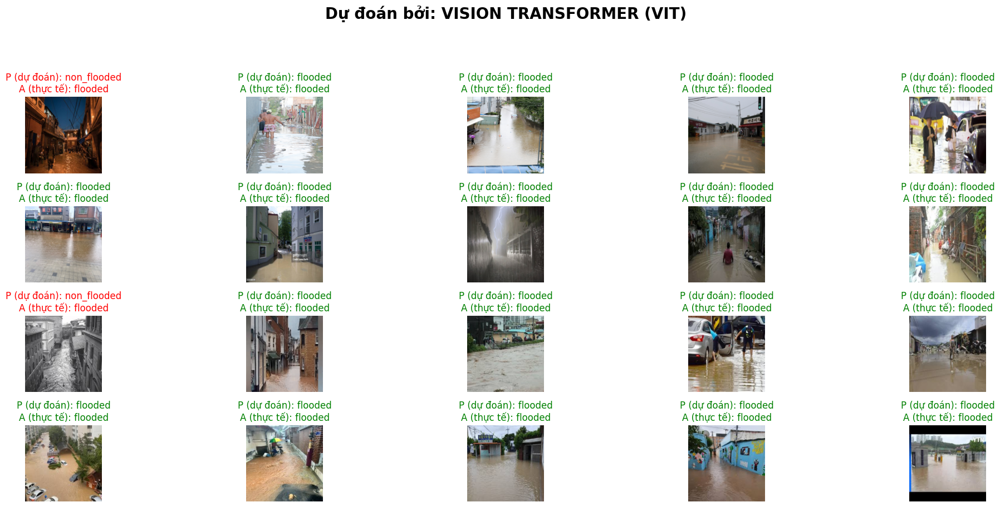 Dự đoán bởi: VISION TRANSFORMER (VIT)
P (dự đoán): non_flooded
A (thực tế): flooded
P (dự đoán): flooded
A (thực tế): flooded
P (dự đoán): flooded
A (thực tế): flooded
P (dự đoán): flooded
A (thực tế): flooded
P (dự đoán): flooded
A (thực tế): flooded
P (dự đoán): flooded
A (thực tế): flooded
P (dự đoán): flooded
A (thực tế): flooded
gettyimages
P (dự đoán): flooded
A (thực tế): flooded
P (dự đoán): flooded
A (thực tế): flooded
P (dự đoán): flooded
A (thực tế): flooded
P (dự đoán): non_flooded
A (thực tế): flooded
P (dự đoán): flooded
A (thực tế): flooded
P (dự đoán): flooded
A (thực tế): flooded
P (dự đoán): flooded
A (thực tế): flooded
P (dự đoán): flooded
A (thực tế): flooded
P (dự đoán): flooded
A (thực tế): flooded
P (dự đoán): flooded
A (thực tế): flooded
P (dự đoán): flooded
A (thực tế): flooded
P (dự đoán): flooded
A (thực tế): flooded
P (dự đoán): flooded
A (thực tế): flooded
YTN